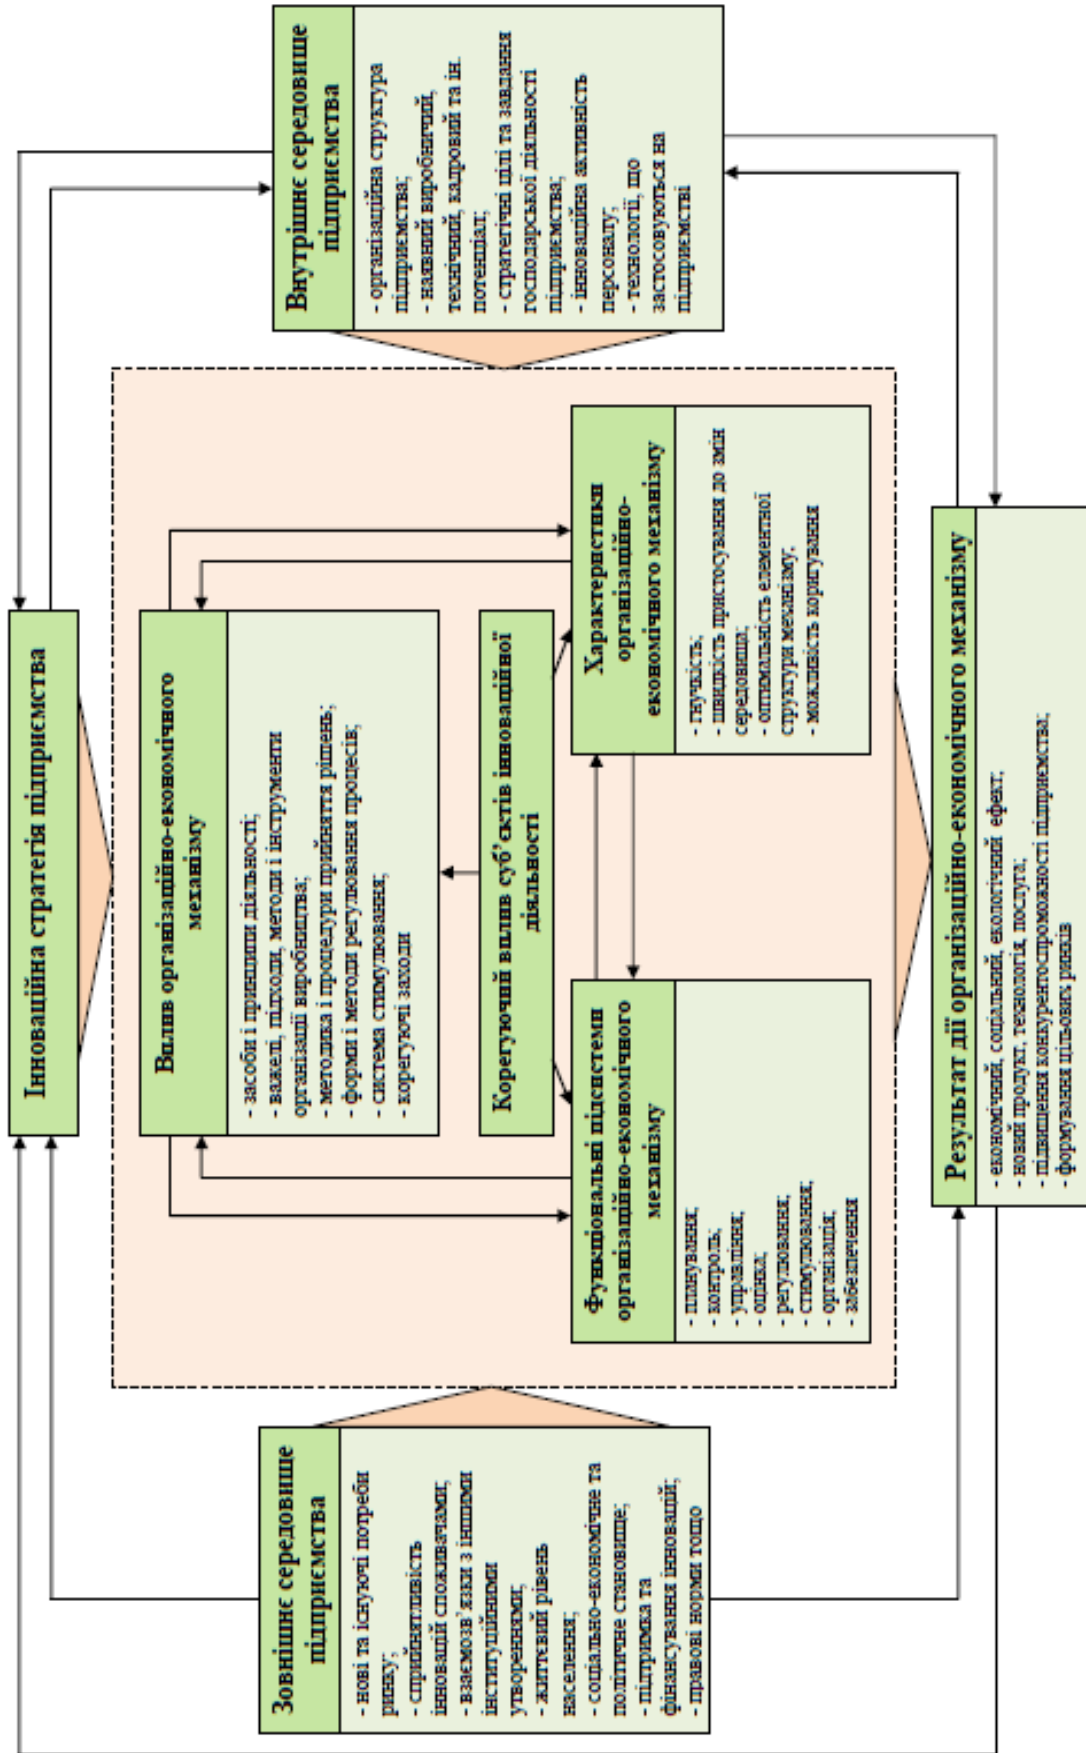 Інноваційна стратегія підприємства
Зовнішнє середовище
підприємства
- нові та існуючі потреби
ринку;
- сприйнятливість
інновацій споживачами;
- взаємозв’язки з іншими
інституційними
утвореннями;
- життєвий рівень
населення;
- соціально-економічне та
політичне становище;
- підтримка та
фінансування інновацій;
- правові норми тощо
Вплив організаційно-економічного
механізму
- засоби і принципи діяльності;
- важелі, підходи, методи і інструменти
організації виробництва;
- методика і процедури прийняття рішень;
- форми і методи регулювання процесів;
- система стимулювання;
- корегуючі заходи
Корегуючий вплив суб’єктів інноваційної
діяльності
Функціональні підсистеми
організаційно-економічного
механізму
- планування;
- контроль;
- управління;
- оцінка;
- регулювання;
- стимулювання;
- організація;
- забезпечення
Характеристики
організаційно-
економічного механізму
- гнучкість;
- швидкість пристосування до змін
середовища;
- оптимальність елементної
структури механізму.
- можливість коригування
Внутрішнє середовище
підприємства
- організаційна структура
підприємства;
- наявний виробничий,
технічний, кадровий та ін.
потенціал;
- стратегічні цілі та завдання
господарської діяльності
підприємства;
- інноваційна активність
персоналу;
- технології, що
застосовуються на
підприємстві
Результат дії організаційно-економічного механізму
- економічний, соціальний, екологічний ефект;
- новий продукт, технологія, послуга;
- підвищення конкурентоспроможності підприємства;
- формування цільових ринків